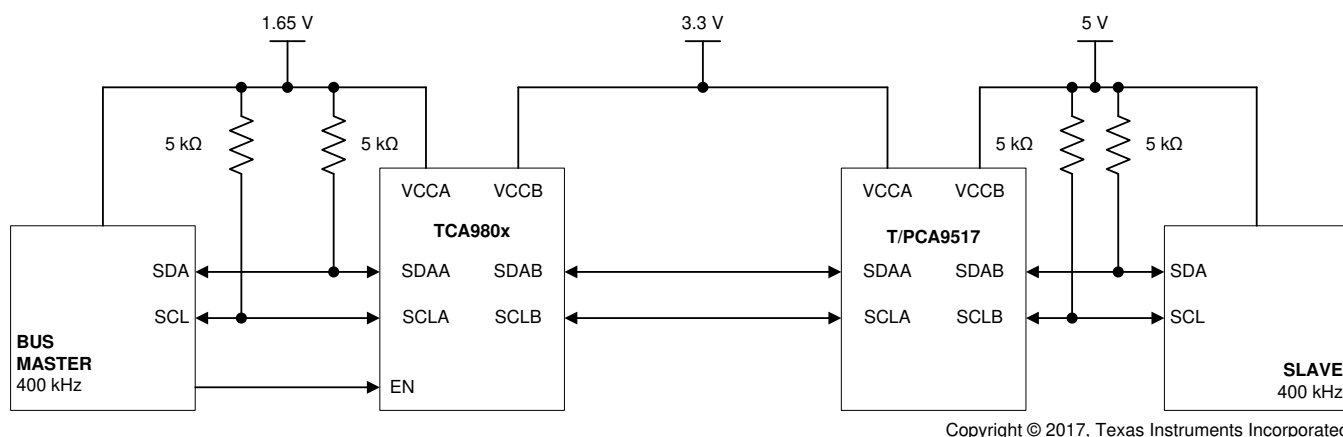 1.65 V
3.3 V
5 V
5 kΩ
5 kΩ
5 kΩ
5 kΩ
VCCA
VCCB
TCA980x
SDAA
SDAB
SCLA
SCLB
EN
VCCA
VCCB
T/PCA9517
SDAA
SDAB
SCLA
SCLB
SDA
SCL
BUS
MASTER
400 kHz
SDA
SCL
SLAVE
400 kHz
Copyright © 2017, Texas Instruments Incorporated